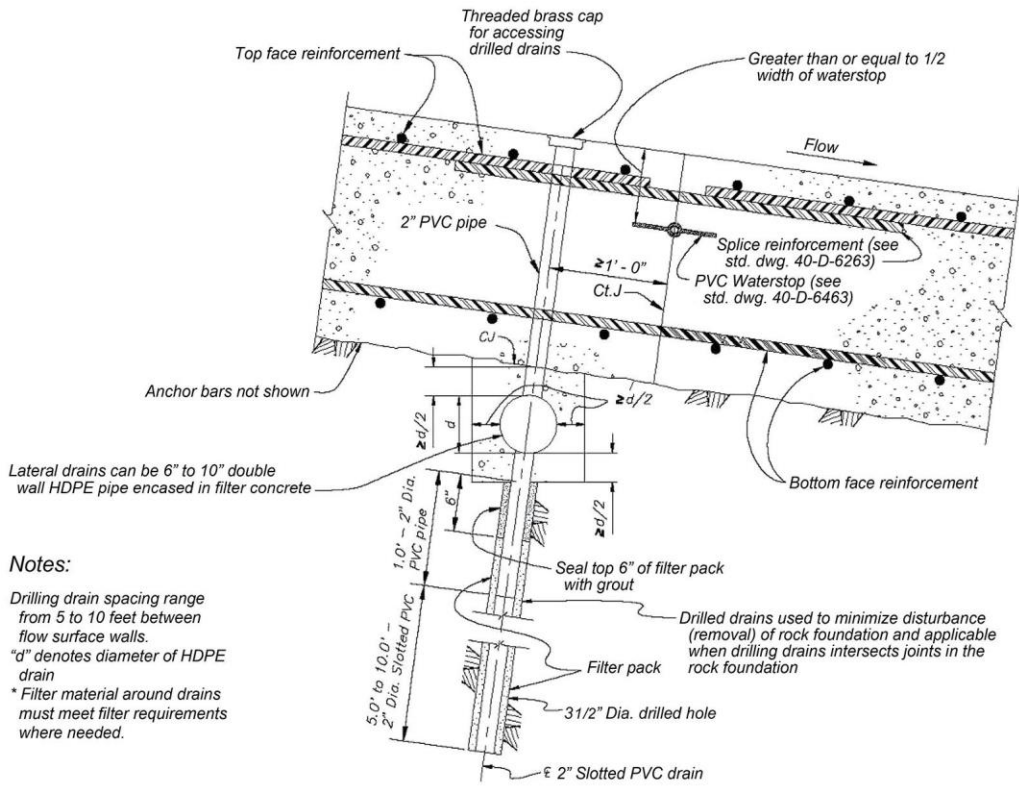 Threaded brass cap
for accessing
drilled drains
Top face reinforcement
Greater than or equal to 1/2
width of waterstop
Flow
2" PVC pipe
Splice reinforcement (see
std. dwg. 40-D-6263)
≥1' - 0"
PVC Waterstop (see
std. dwg. 40-D-6463)
Ct.J
CJ
Anchor bars not shown
≥d/2
≥d/2
d
Lateral drains can be 6" to 10" double
wall HDPE pipe encased in filter concrete
Bottom face reinforcement
≥d/2
6"
1.0' – 2" Dia.
PVC pipe
Seal top 6" of filter pack
with grout
Notes:
Drilling drain spacing range
from 5 to 10 feet between
flow surface walls.
"d" denotes diameter of HDPE
drain
* Filter material around drains
must meet filter requirements
where needed.
Drilled drains used to minimize disturbance
(removal) of rock foundation and applicable
when drilling drains intersects joints in the
rock foundation
5.0' to 10.0' –
2" Dia. Slotted PVC
Filter pack
31/2" Dia. drilled hole
℄ 2" Slotted PVC drain